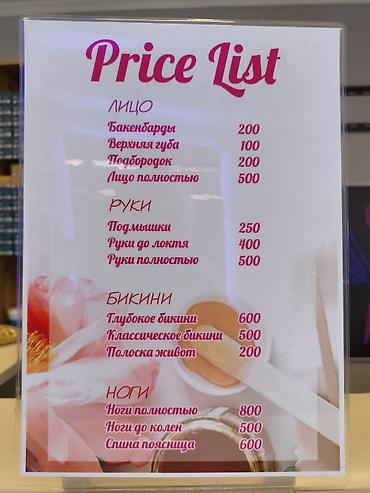 Price List
ЛИЦО
Бакенбарды 200
Верхняя губа 100
Подбородок 200
Лицо полностью 500
РУКИ
Подмышки 250
Руки до локтя 400
Руки полностью 500
БИКИНИ
Глубокое бикини 600
Классическое бикини 500
Полоска живот 200
НОГИ
Ноги полностью 800
Ноги до колен 500
Спина поясница 600